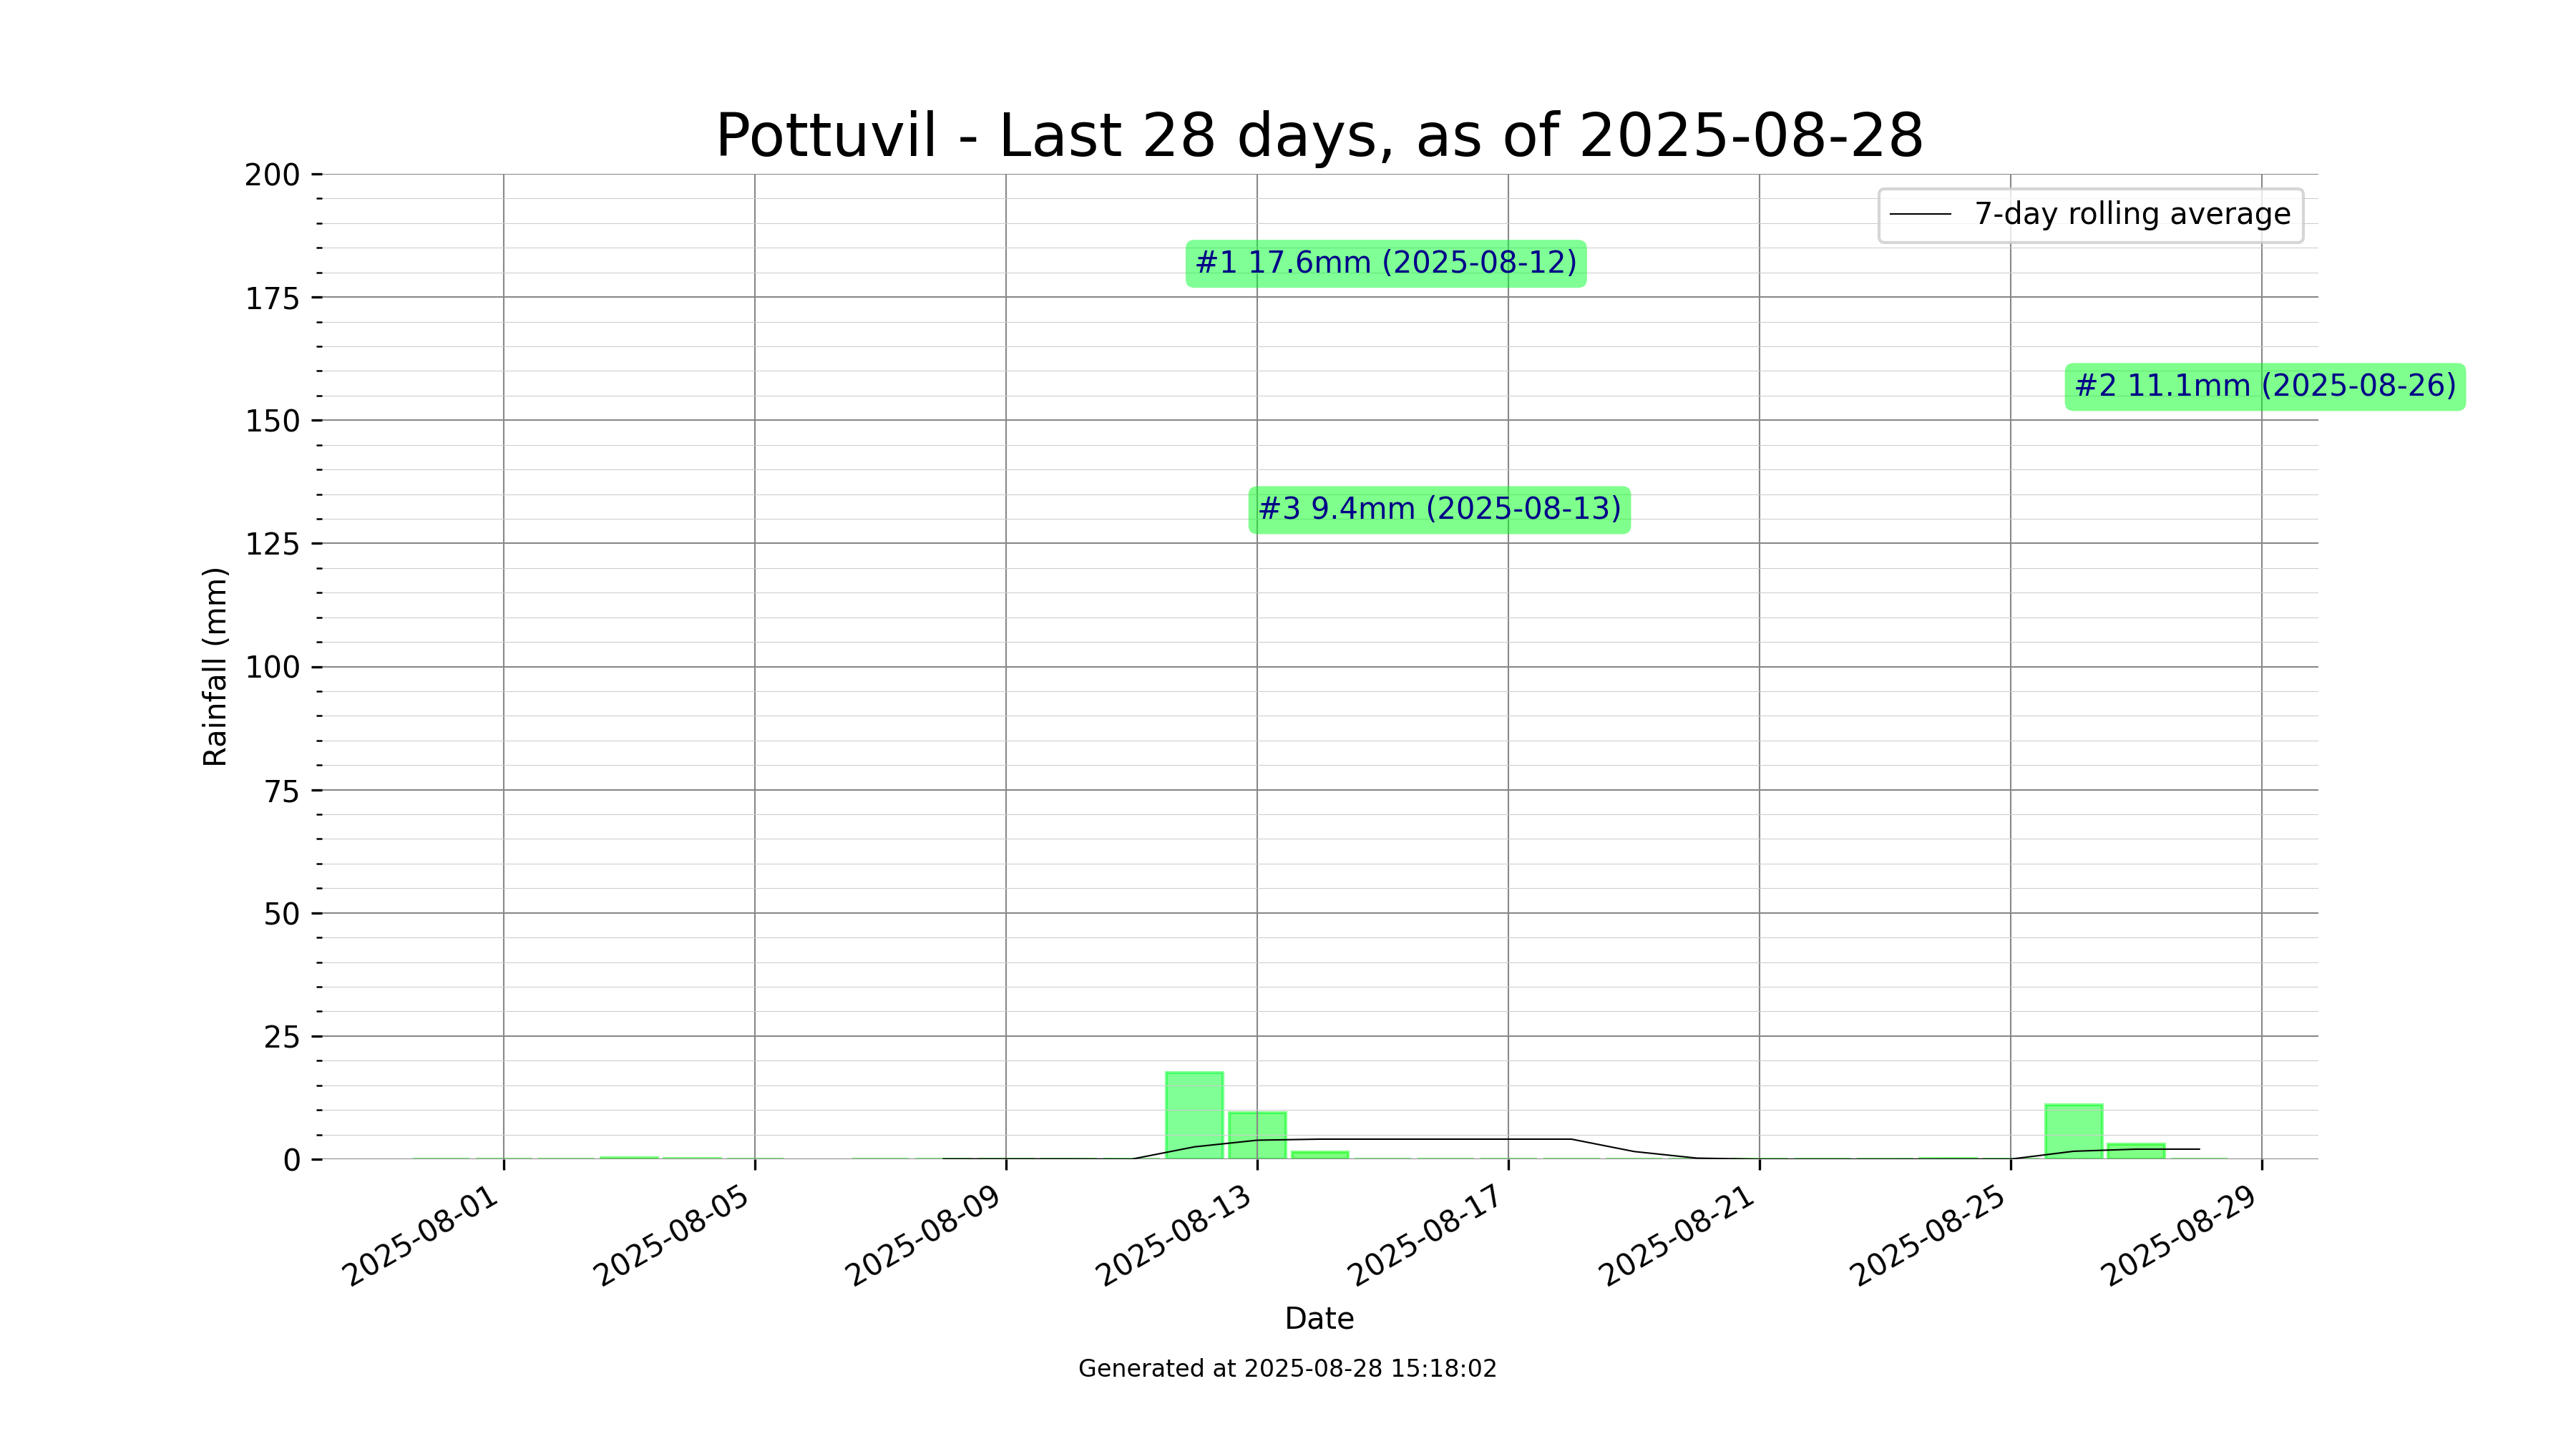 Pottuvil - Last 28 days, as of 2025-08-28
7-day rolling average
#1 17.6mm (2025-08-12)
#2 11.1mm (2025-08-26)
#3 9.4mm (2025-08-13)
Rainfall (mm)
200
175
150
125
100
75
50
25
0
2025-08-01
2025-08-05
2025-08-09
2025-08-13
2025-08-17
2025-08-21
2025-08-25
2025-08-29
Date
Generated at 2025-08-28 15:18:02